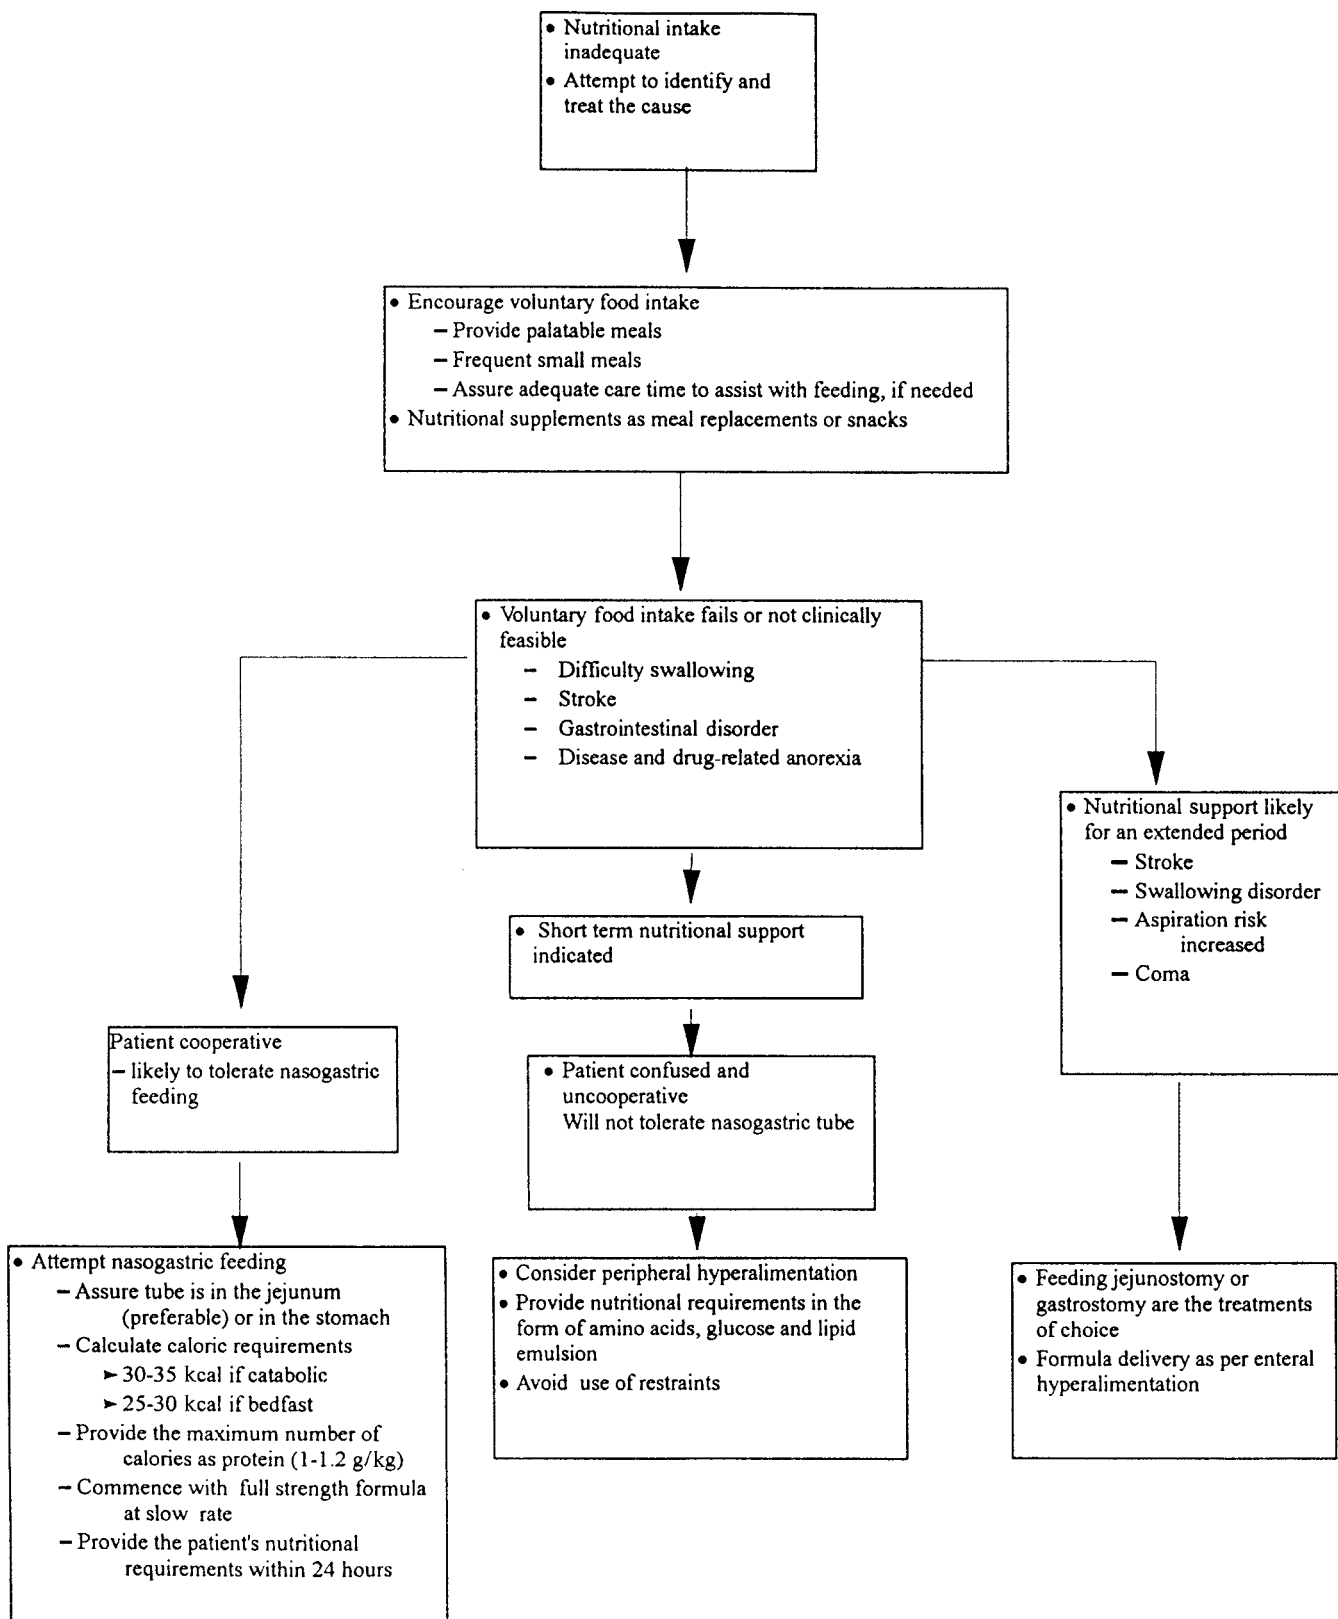 • Nutritional intake
inadequate
• Attempt to identify and
treat the cause
• Encourage voluntary food intake
– Provide palatable meals
– Frequent small meals
– Assure adequate care time to assist with feeding, if needed
• Nutritional supplements as meal replacements or snacks
• Voluntary food intake fails or not clinically
feasible
– Difficulty swallowing
– Stroke
– Gastrointestinal disorder
– Disease and drug-related anorexia
• Nutritional support likely
for an extended period
– Stroke
– Swallowing disorder
– Aspiration risk
increased
– Coma
• Short term nutritional support
indicated
Patient cooperative
– likely to tolerate nasogastric
feeding
• Patient confused and
uncooperative
Will not tolerate nasogastric tube
• Attempt nasogastric feeding
– Assure tube is in the jejunum
(preferable) or in the stomach
– Calculate caloric requirements
➤ 30-35 kcal if catabolic
➤ 25-30 kcal if bedfast
– Provide the maximum number of
calories as protein (1-1.2 g/kg)
– Commence with full strength formula
at slow rate
– Provide the patient's nutritional
requirements within 24 hours
• Consider peripheral hyperalimentation
• Provide nutritional requirements in the
form of amino acids, glucose and lipid
emulsion
• Avoid use of restraints
• Feeding jejunostomy or
gastrostomy are the treatments
of choice
• Formula delivery as per enteral
hyperalimentation